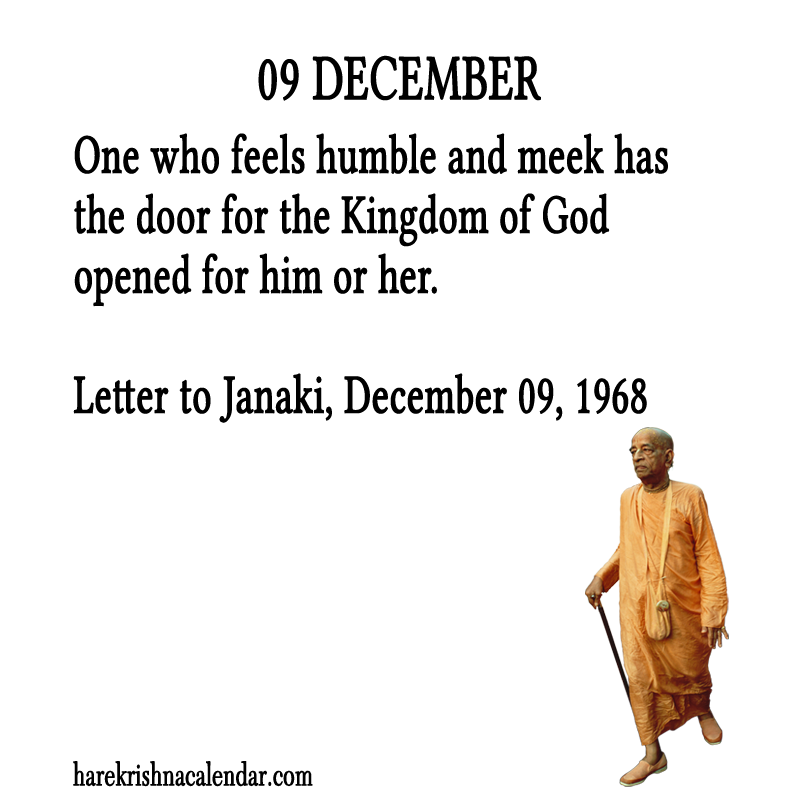 09 DECEMBER
One who feels humble and meek has
the door for the Kingdom of God
opened for him or her.
Letter to Janaki, December 09, 1968
harekrishnacalendar.com